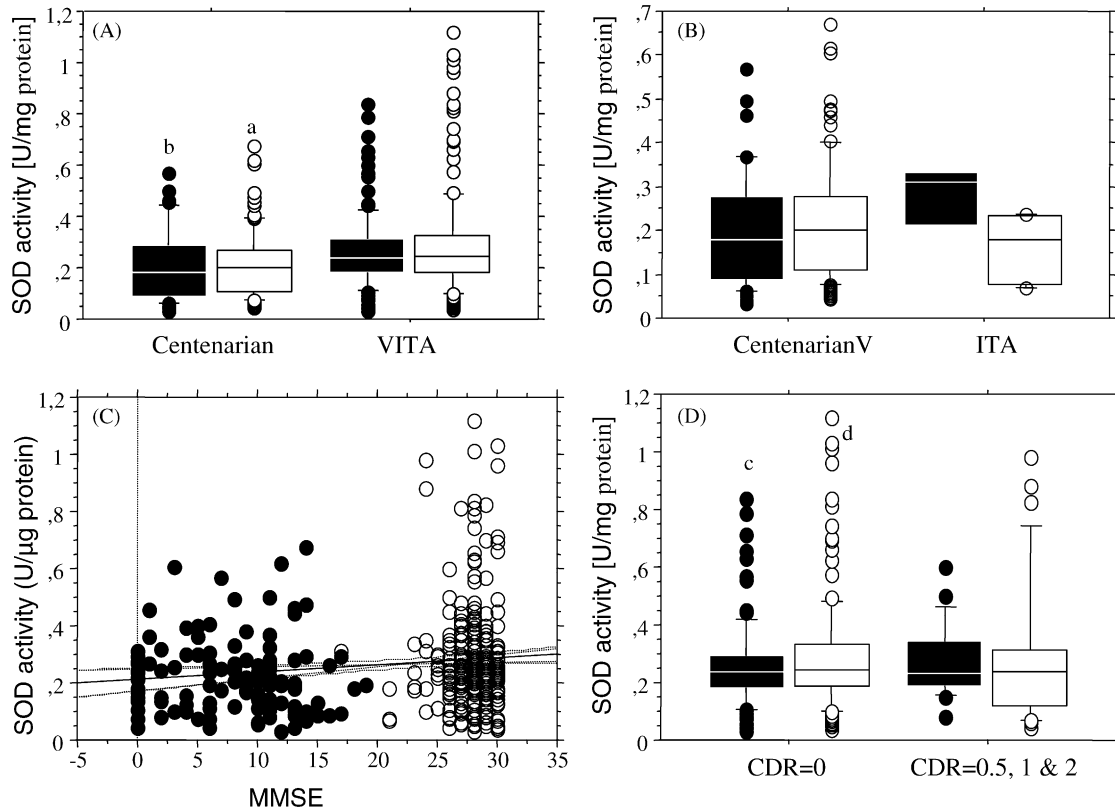 (A)
SOD activity [U/mg protein]
1,2
1
,8
,6
,4
,2
0
b
a
Centenarian VITA
(B)
SOD activity [U/mg protein]
,7
,6
,5
,4
,3
,2
,1
0
CentenarianV ITA
(C)
SOD activity (U/µg protein)
1,2
1
,8
,6
,4
,2
0
-5 0 5 10 15 20 25 30 35
MMSE
(D)
SOD activity [U/mg protein]
1,2
1
,8
,6
,4
,2
0
c
d
CDR=0 CDR=0.5, 1 & 2